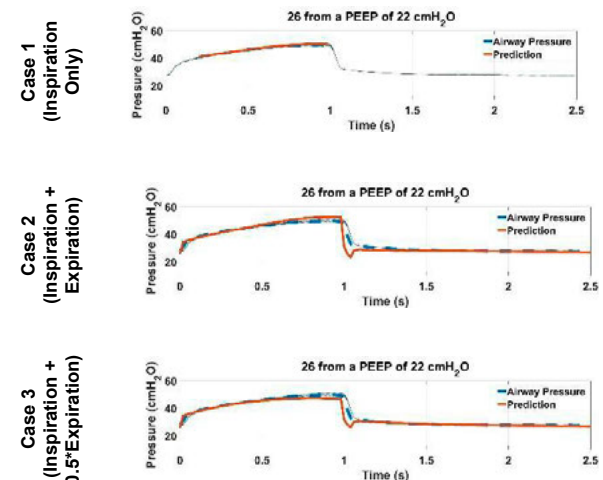 Case 1
(Inspiration
Only)
26 from a PEEP of 22 cmH2O
Pressure (cmH2O)
60
40
20
Airway Pressure
Prediction
0 0.5 1 1.5 2 2.5
Time (s)
Case 2
(Inspiration +
Expiration)
26 from a PEEP of 22 cmH2O
Pressure (cmH2O)
60
40
20
Airway Pressure
Prediction
0 0.5 1 1.5 2 2.5
Time (s)
Case 3
(Inspiration +
0.5*Expiration)
26 from a PEEP of 22 cmH2O
Pressure (cmH2O)
60
40
20
Airway Pressure
Prediction
0 0.5 1 1.5 2 2.5
Time (s)